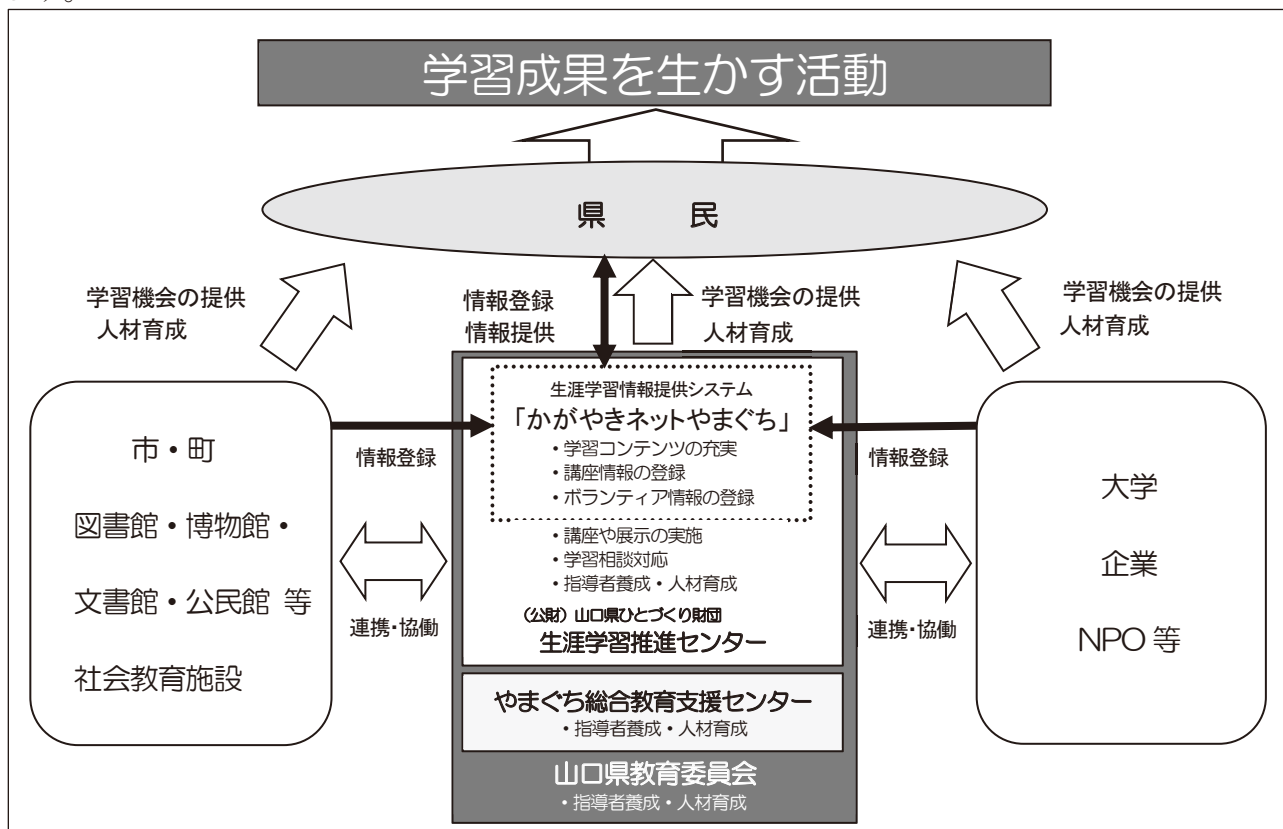 学習成果を生かす活動
県 民
学習機会の提供
人材育成
情報登録
情報提供
学習機会の提供
人材育成
学習機会の提供
人材育成
市・町
図書館・博物館・
文書館・公民館 等
社会教育施設
情報登録
連携・協働
生涯学習情報提供システム
「かがやきネットやまぐち」
・学習コンテンツの充実
・講座情報の登録
・ボランティア情報の登録
・講座や展示の実施
・学習相談対応
・指導者養成・人材育成
(公財)山口県ひとづくり財団
生涯学習推進センター
やまぐち総合教育支援センター
・指導者養成・人材育成
山口県教育委員会
・指導者養成・人材育成
情報登録
連携・協働
大学
企業
NPO 等